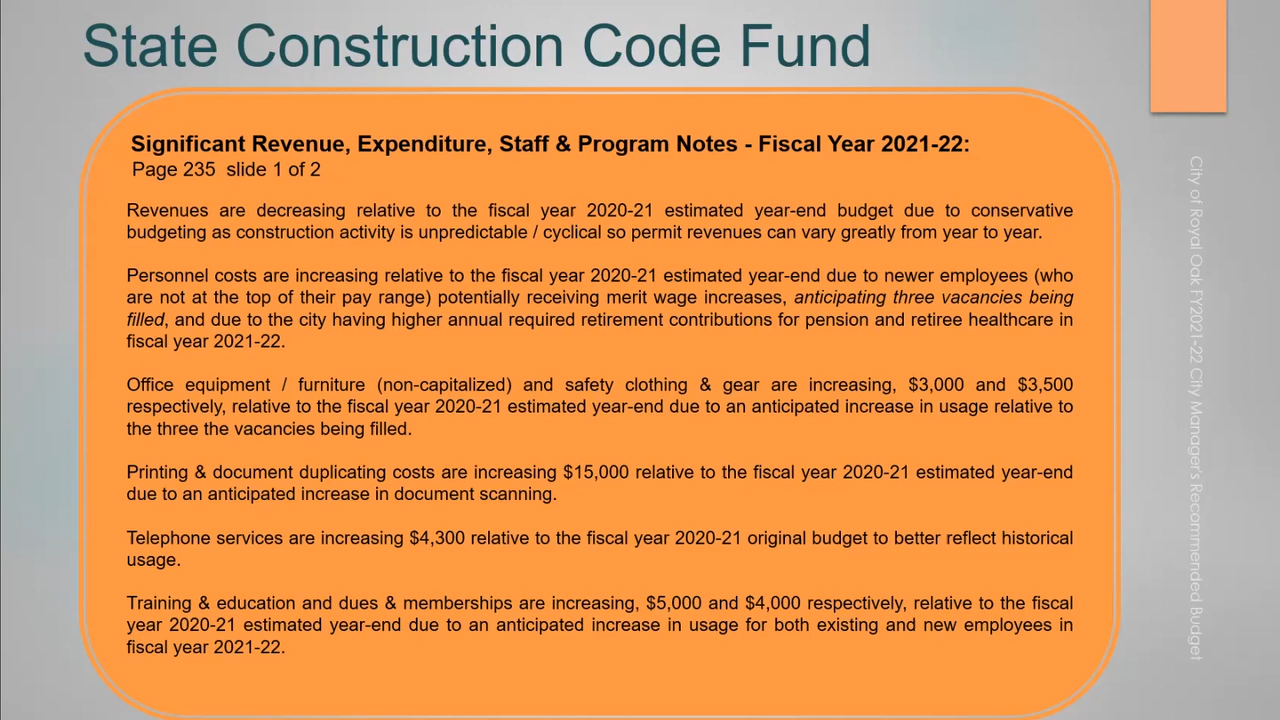 State Construction Code Fund
Significant Revenue, Expenditure, Staff & Program Notes - Fiscal Year 2021-22:
Page 235 slide 1 of 2
Revenues are decreasing relative to the fiscal year 2020-21 estimated year-end budget due to conservative
budgeting as construction activity is unpredictable / cyclical so permit revenues can vary greatly from year to year.
Personnel costs are increasing relative to the fiscal year 2020-21 estimated year-end due to newer employees (who
are not at the top of their pay range) potentially receiving merit wage increases, anticipating three vacancies being
filled, and due to the city having higher annual required retirement contributions for pension and retiree healthcare in
fiscal year 2021-22.
Office equipment / furniture (non-capitalized) and safety clothing & gear are increasing, $3,000 and $3,500
respectively, relative to the fiscal year 2020-21 estimated year-end due to an anticipated increase in usage relative to
the three the vacancies being filled.
Printing & document duplicating costs are increasing $15,000 relative to the fiscal year 2020-21 estimated year-end
due to an anticipated increase in document scanning.
Telephone services are increasing $4,300 relative to the fiscal year 2020-21 original budget to better reflect historical
usage.
Training & education and dues & memberships are increasing, $5,000 and $4,000 respectively, relative to the fiscal
year 2020-21 estimated year-end due to an anticipated increase in usage for both existing and new employees in
fiscal year 2021-22.
City of Royal Oak FY2021-22 City Manager's Recommended Budget